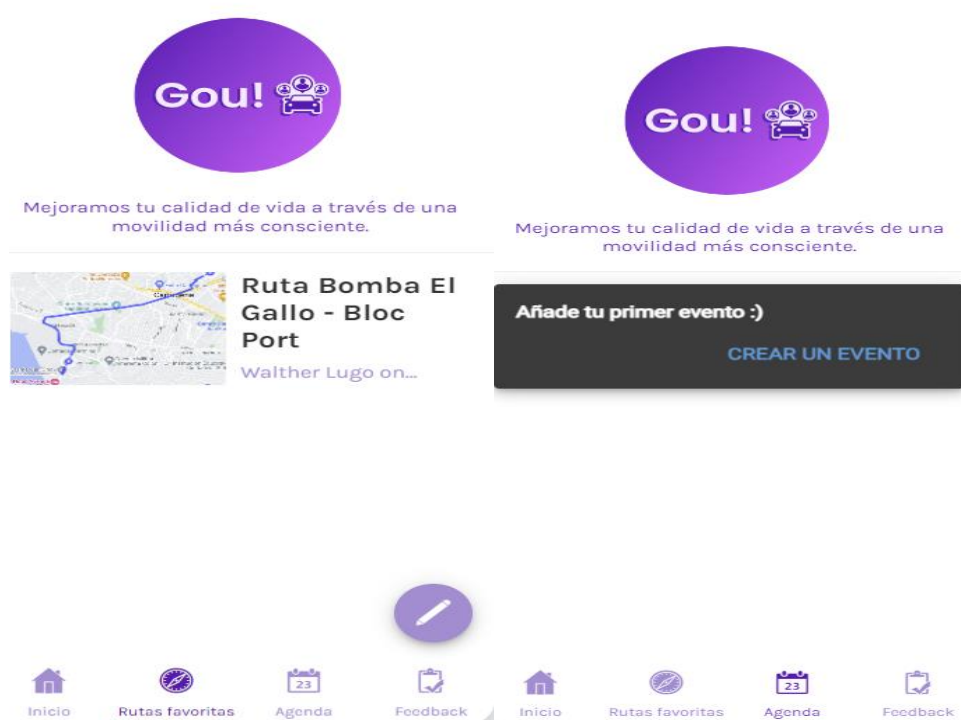 Gou!
Mejoramos tu calidad de vida a través de una
movilidad más consciente.
Ruta Bomba El
Gallo - Bloc
Port
Walther Lugo on...
23
Inicio
Rutas favoritas
Agenda
Feedback
Gou!
Mejoramos tu calidad de vida a través de una
movilidad más consciente.
Añade tu primer evento :)
CREAR UN EVENTO
23
Inicio
Rutas favoritas
Agenda
Feedback